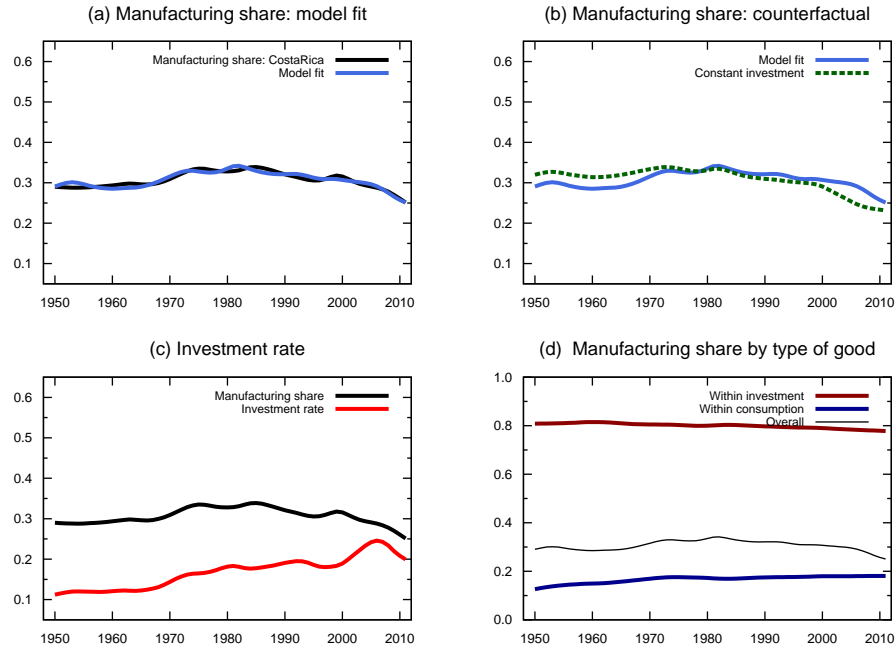 (a) Manufacturing share: model fit
Manufacturing share: CostaRica
Model fit
0.6
0.5
0.4
0.3
0.2
0.1
1950 1960 1970 1980 1990 2000 2010
(b) Manufacturing share: counterfactual
Model fit
Constant investment
0.6
0.5
0.4
0.3
0.2
0.1
1950 1960 1970 1980 1990 2000 2010
(c) Investment rate
Manufacturing share
Investment rate
0.6
0.5
0.4
0.3
0.2
0.1
1950 1960 1970 1980 1990 2000 2010
(d) Manufacturing share by type of good
Within investment
Within consumption
Overall
1.0
0.8
0.6
0.4
0.2
0.0
1950 1960 1970 1980 1990 2000 2010